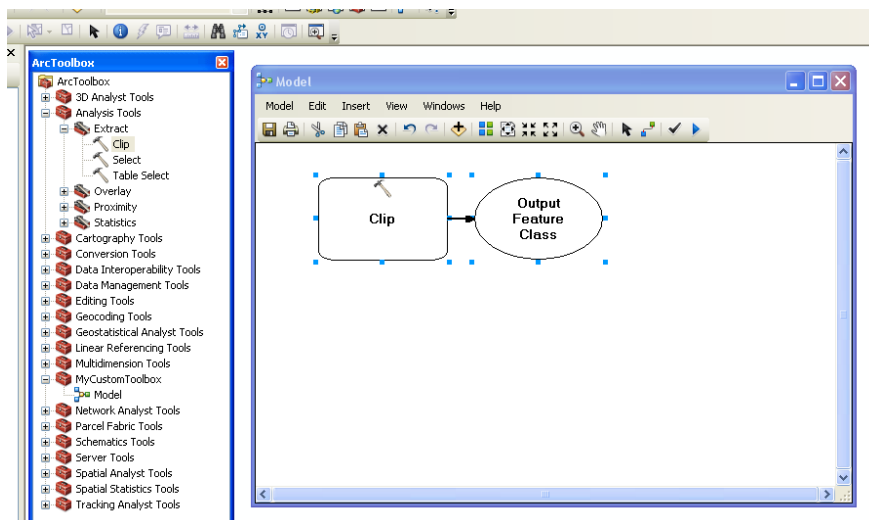 ArcToolbox
ArcToolbox
3D Analyst Tools
Analysis Tools
Extract
Clip
Select
Table Select
Overlay
Proximity
Statistics
Cartography Tools
Conversion Tools
Data Interoperability Tools
Data Management Tools
Editing Tools
Geocoding Tools
Geostatistical Analyst Tools
Linear Referencing Tools
Multidimension Tools
MyCustomToolbox
Model
Network Analyst Tools
Parcel Fabric Tools
Schematics Tools
Server Tools
Spatial Analyst Tools
Spatial Statistics Tools
Tracking Analyst Tools
Model
Model Edit Insert View Windows Help
Clip
Output
Feature
Class